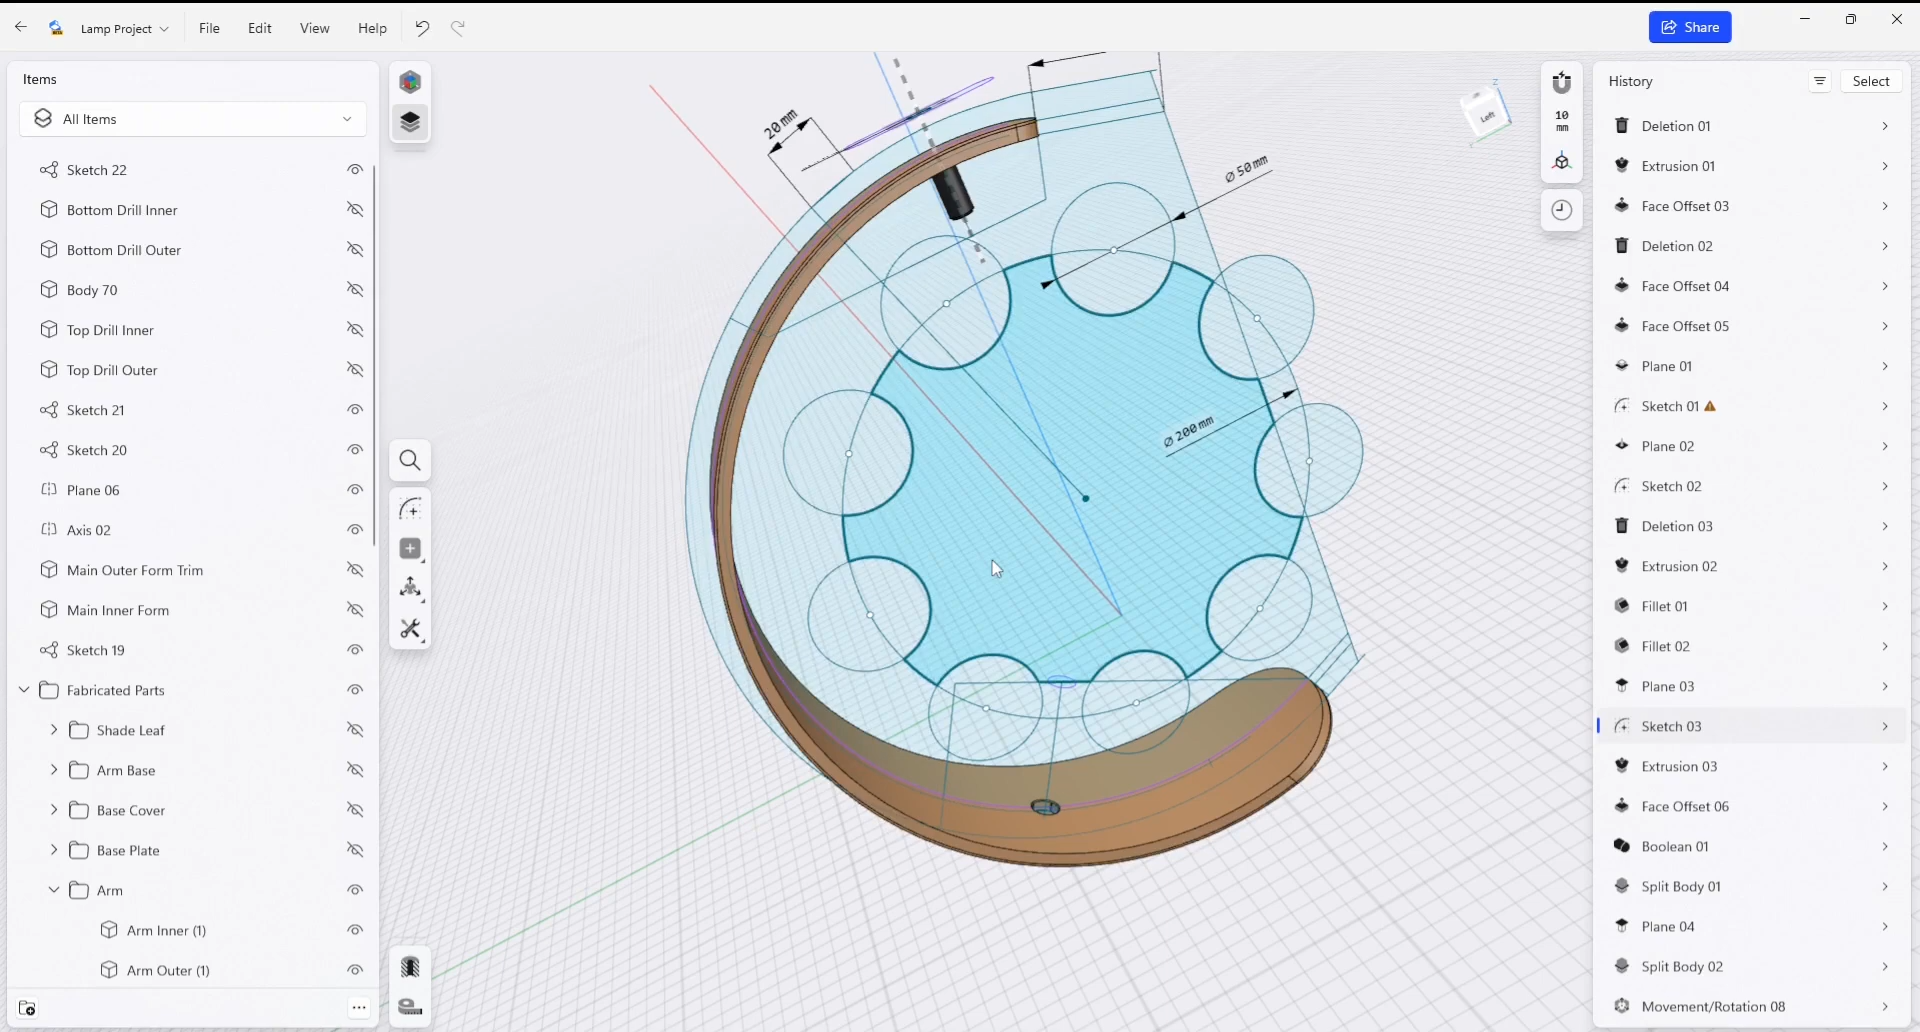 Lamp Project
File
Edit
View
Help
Share
Items
All Items
Sketch 22
Bottom Drill Inner
Bottom Drill Outer
Body 70
Top Drill Inner
Top Drill Outer
Sketch 21
Sketch 20
Plane 06
Axis 02
Main Outer Form Trim
Main Inner Form
Sketch 19
Fabricated Parts
Shade Leaf
Arm Base
Base Cover
Base Plate
Arm
Arm Inner (1)
Arm Outer (1)
20 mm
⌀ 50 mm
⌀ 200 mm
Z
Left
10
mm
History
Select
Deletion 01
Extrusion 01
Face Offset 03
Deletion 02
Face Offset 04
Face Offset 05
Plane 01
Sketch 01
Plane 02
Sketch 02
Deletion 03
Extrusion 02
Fillet 01
Fillet 02
Plane 03
Sketch 03
Extrusion 03
Face Offset 06
Boolean 01
Split Body 01
Plane 04
Split Body 02
Movement/Rotation 08